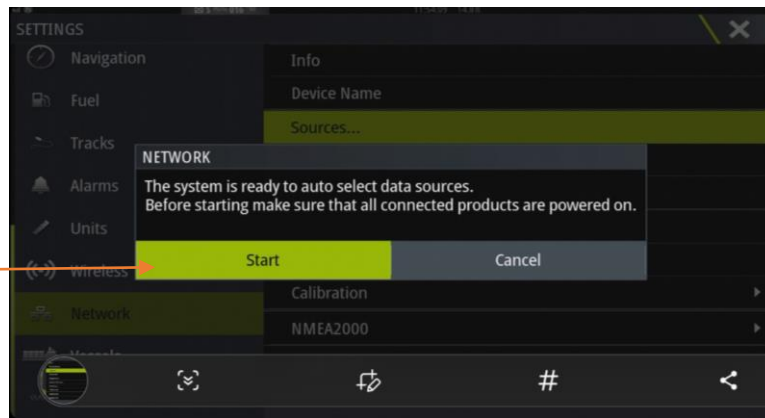 SETTINGS
Navigation
Info
Fuel
Device Name
Sources...
Tracks
NETWORK
Alarms
The system is ready to auto select data sources.
Before starting make sure that all connected products are powered on.
Units
Start
Cancel
Wireless
Calibration
Network
NMEA2000
Vessels
#